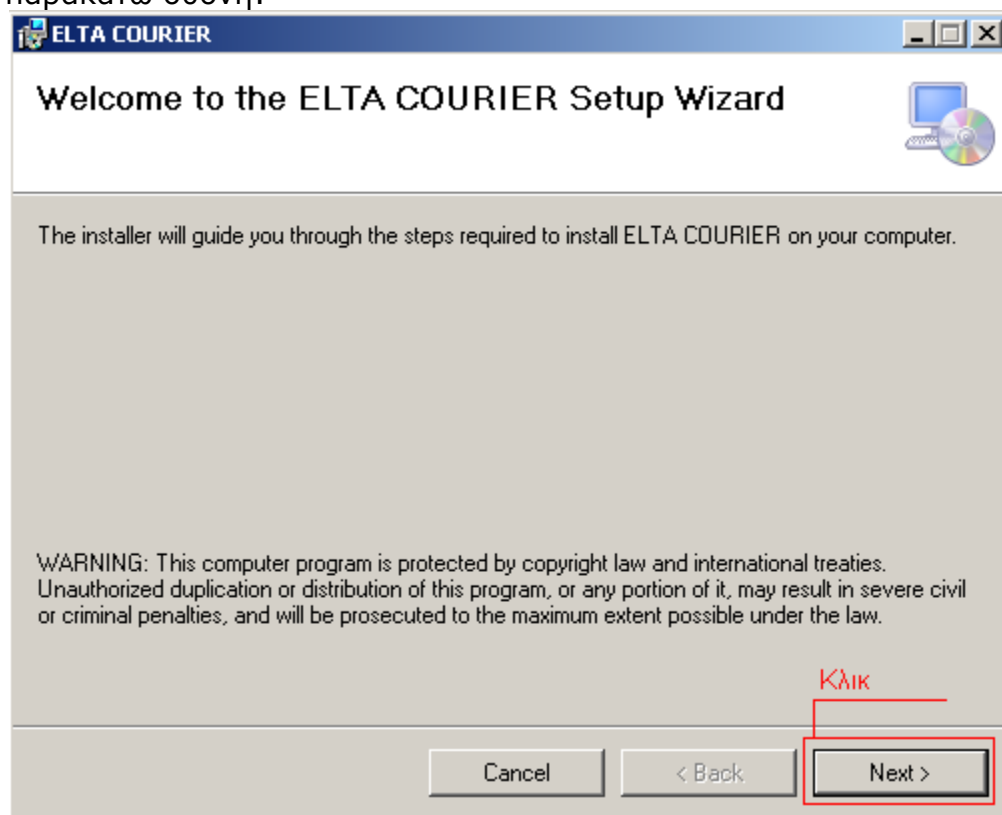 παρακάτω οθόνη.
ELTA COURIER
Welcome to the ELTA COURIER Setup Wizard
The installer will guide you through the steps required to install ELTA COURIER on your computer.
WARNING: This computer program is protected by copyright law and international treaties.
Unauthorized duplication or distribution of this program, or any portion of it, may result in severe civil
or criminal penalties, and will be prosecuted to the maximum extent possible under the law.
Κλικ
Cancel
< Back
Next >